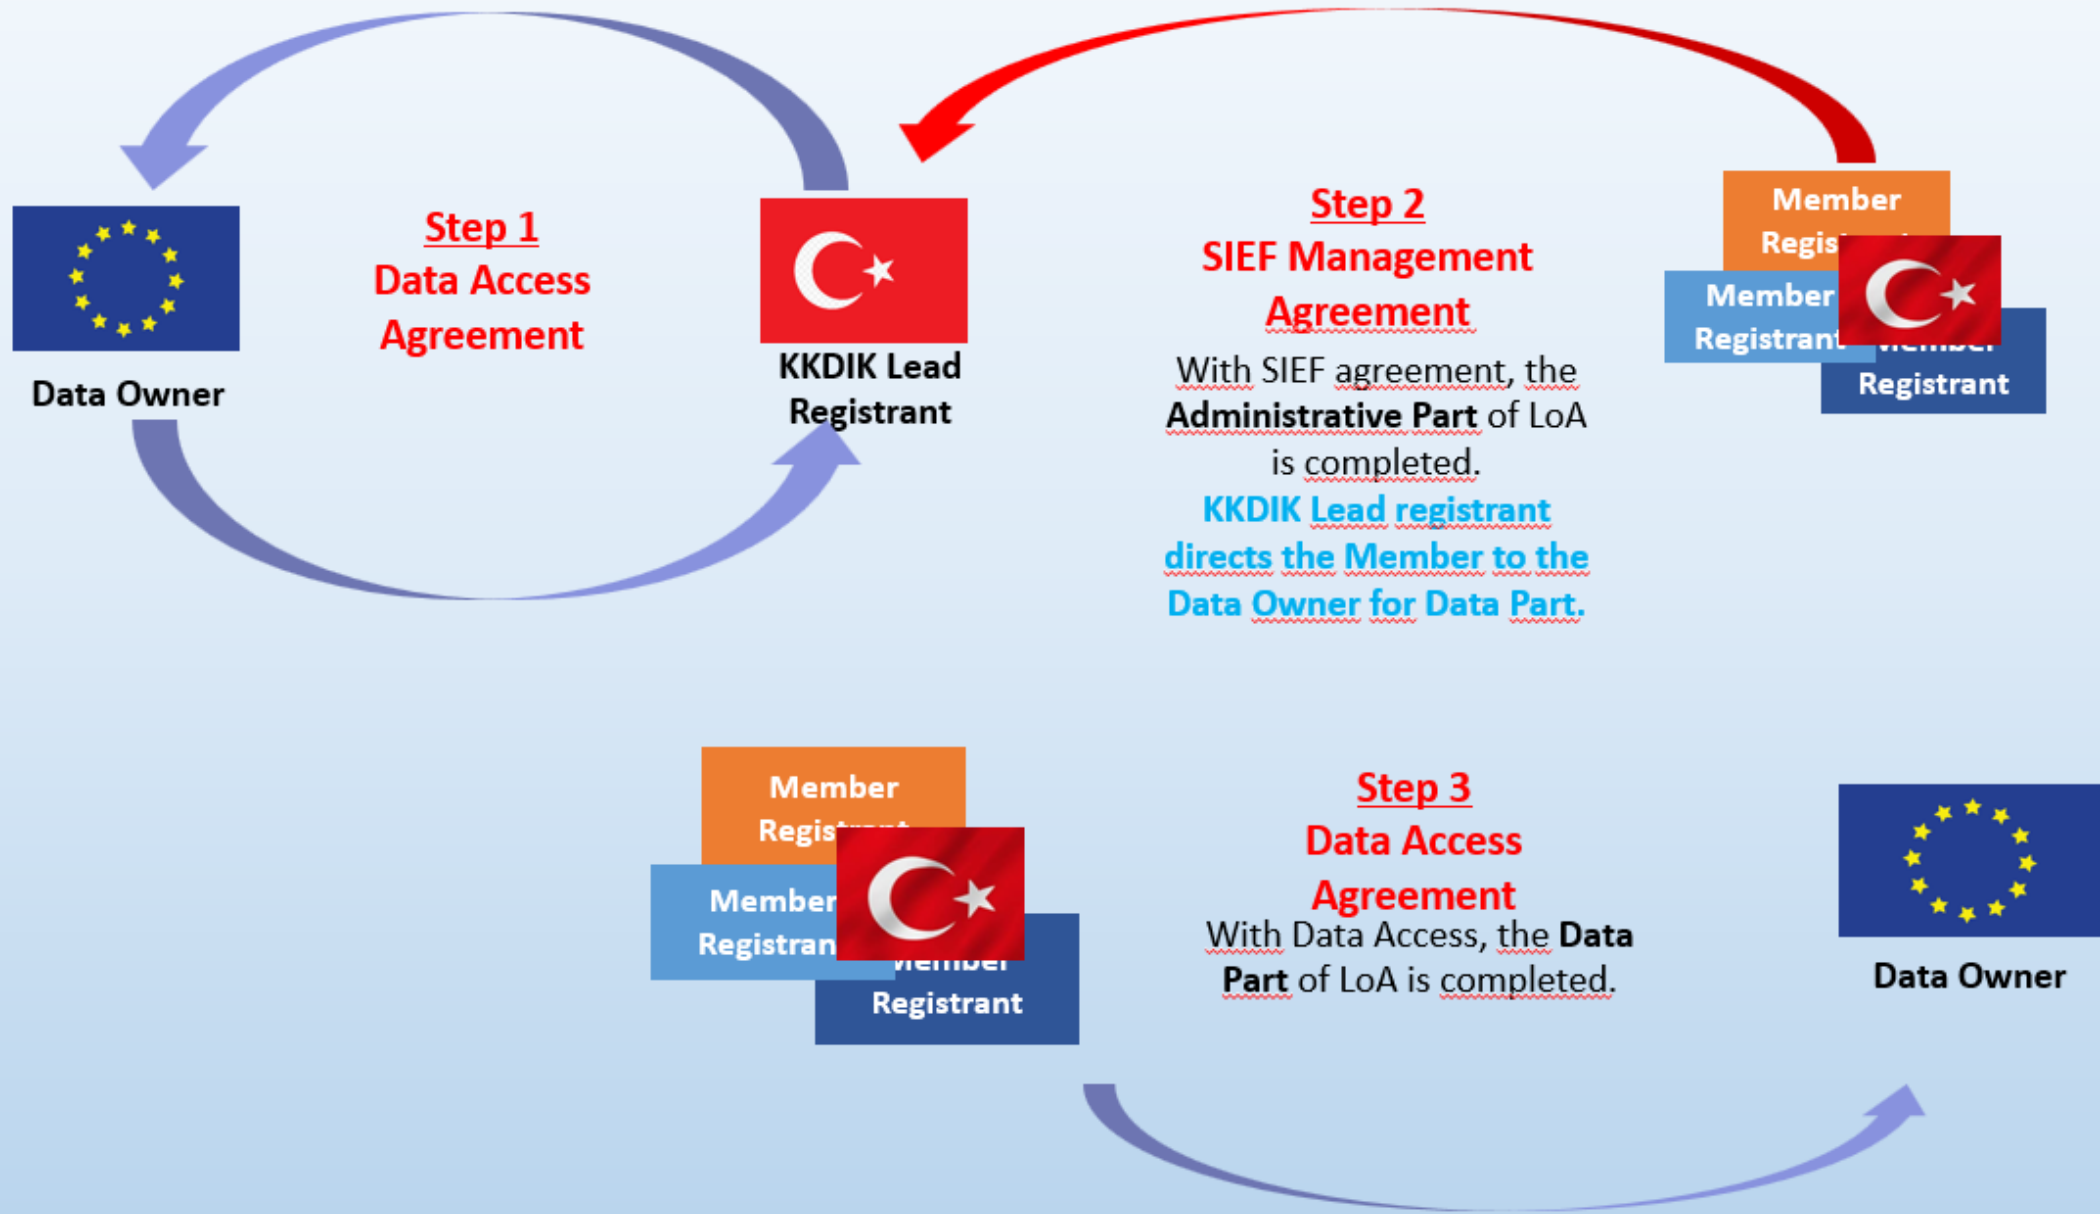 Step 1
Data Access
Agreement
Data Owner
KKDIK Lead
Registrant
Step 2
SIEF Management
Agreement
With SIEF agreement, the
Administrative Part of LoA
is completed.
KKDIK Lead registrant
directs the Member to the
Data Owner for Data Part.
Member
Member
Registrant
Registrant
Member
Member
Member
Registrant
Step 3
Data Access
Agreement
With Data Access, the Data
Part of LoA is completed.
Data Owner